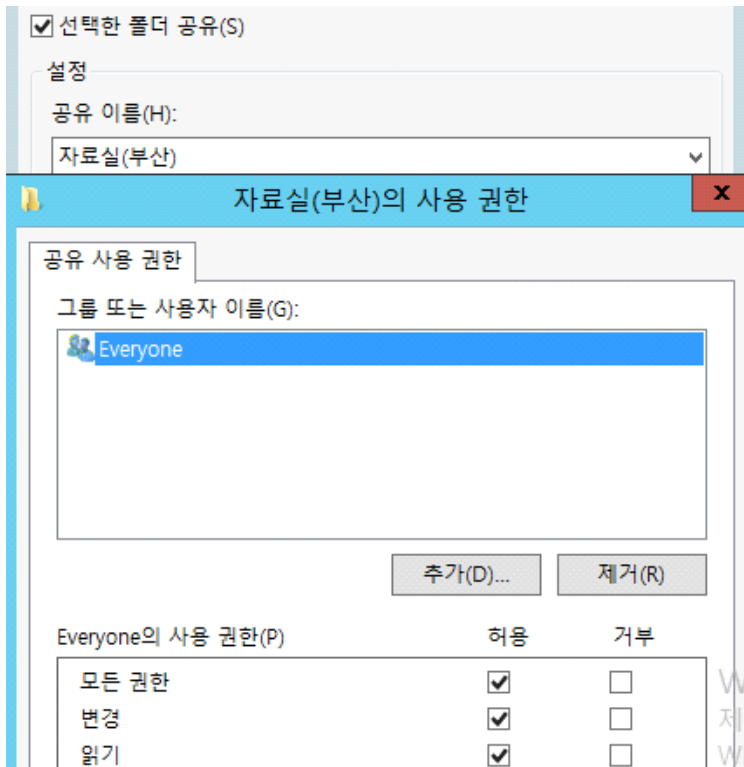 선택한 폴더 공유(S)
설정
공유 이름(H):
자료실(부산)
자료실(부산)의 사용 권한
x
공유 사용 권한
그룹 또는 사용자 이름(G):
Everyone
추가(D)... 제거(R)
Everyone의 사용 권한(P) 허용 거부
모든 권한
변경
읽기